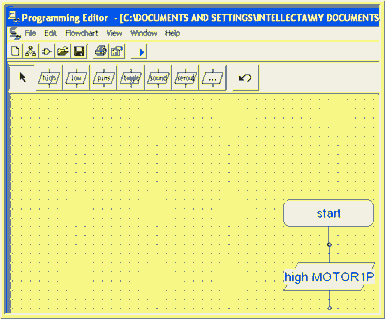 Programming Editor - [C:\DOCUMENTS AND SETTINGS\INTELLECTA\MY DOCUMENTS
File Edit Flowchart View Window Help
high low pins toggle sound serout ...
start
high MOTOR1P